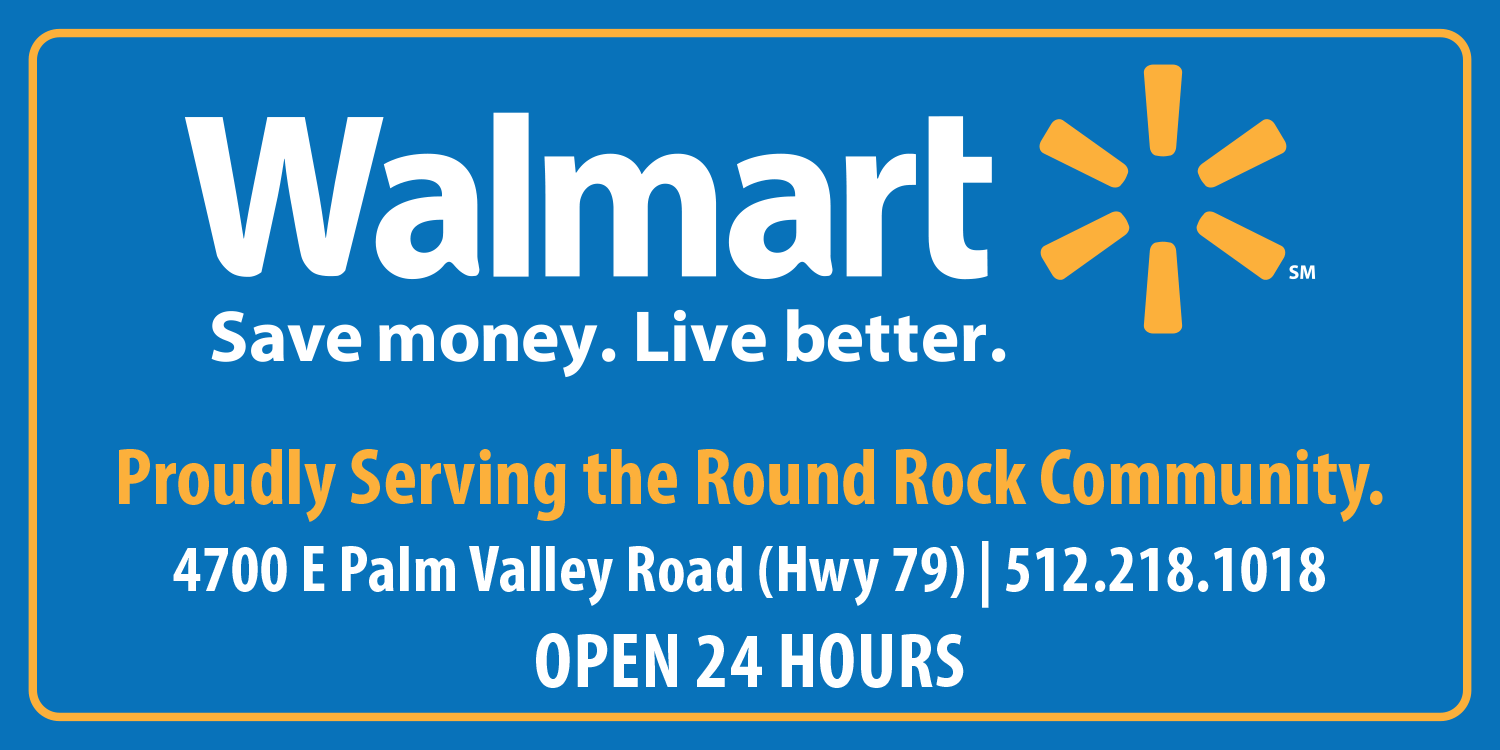 Walmart
SM
Save money. Live better.
Proudly Serving the Round Rock Community.
4700 E Palm Valley Road (Hwy 79) | 512.218.1018
OPEN 24 HOURS